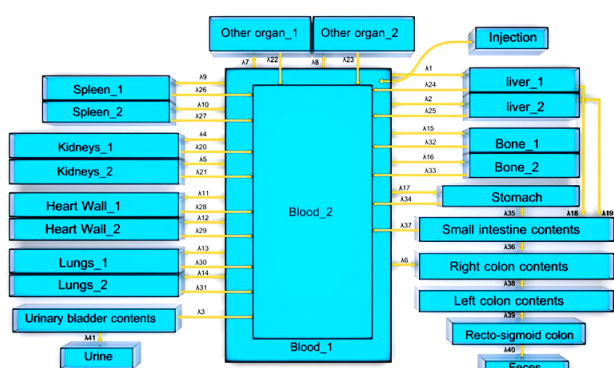 Other organ_1
Other organ_2
Injection
λ7
λ22
λ8
λ23
λ1
λ9
λ24
liver_1
Spleen_1
λ26
λ2
liver_2
λ10
λ25
Spleen_2
λ27
λ15
λ4
Bone_1
Kidneys_1
λ20
λ32
λ5
λ16
Bone_2
Kidneys_2
λ21
λ33
λ17
λ11
Stomach
Heart Wall_1
λ28
λ34
λ12
λ35
λ18
λ19
Blood_2
Heart Wall_2
λ29
λ37
Small intestine contents
λ13
λ36
Lungs_1
λ30
λ6
Right colon contents
λ14
λ38
Lungs_2
λ31
Left colon contents
λ3
λ39
Urinary bladder contents
Recto-sigmoid colon
λ41
Blood_1
λ40
Urine
Feces